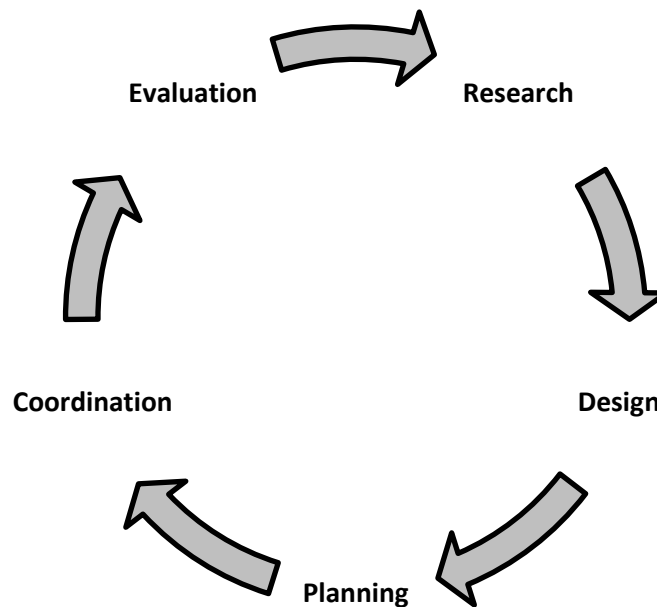 Evaluation
Research
Coordination
Design
Planning